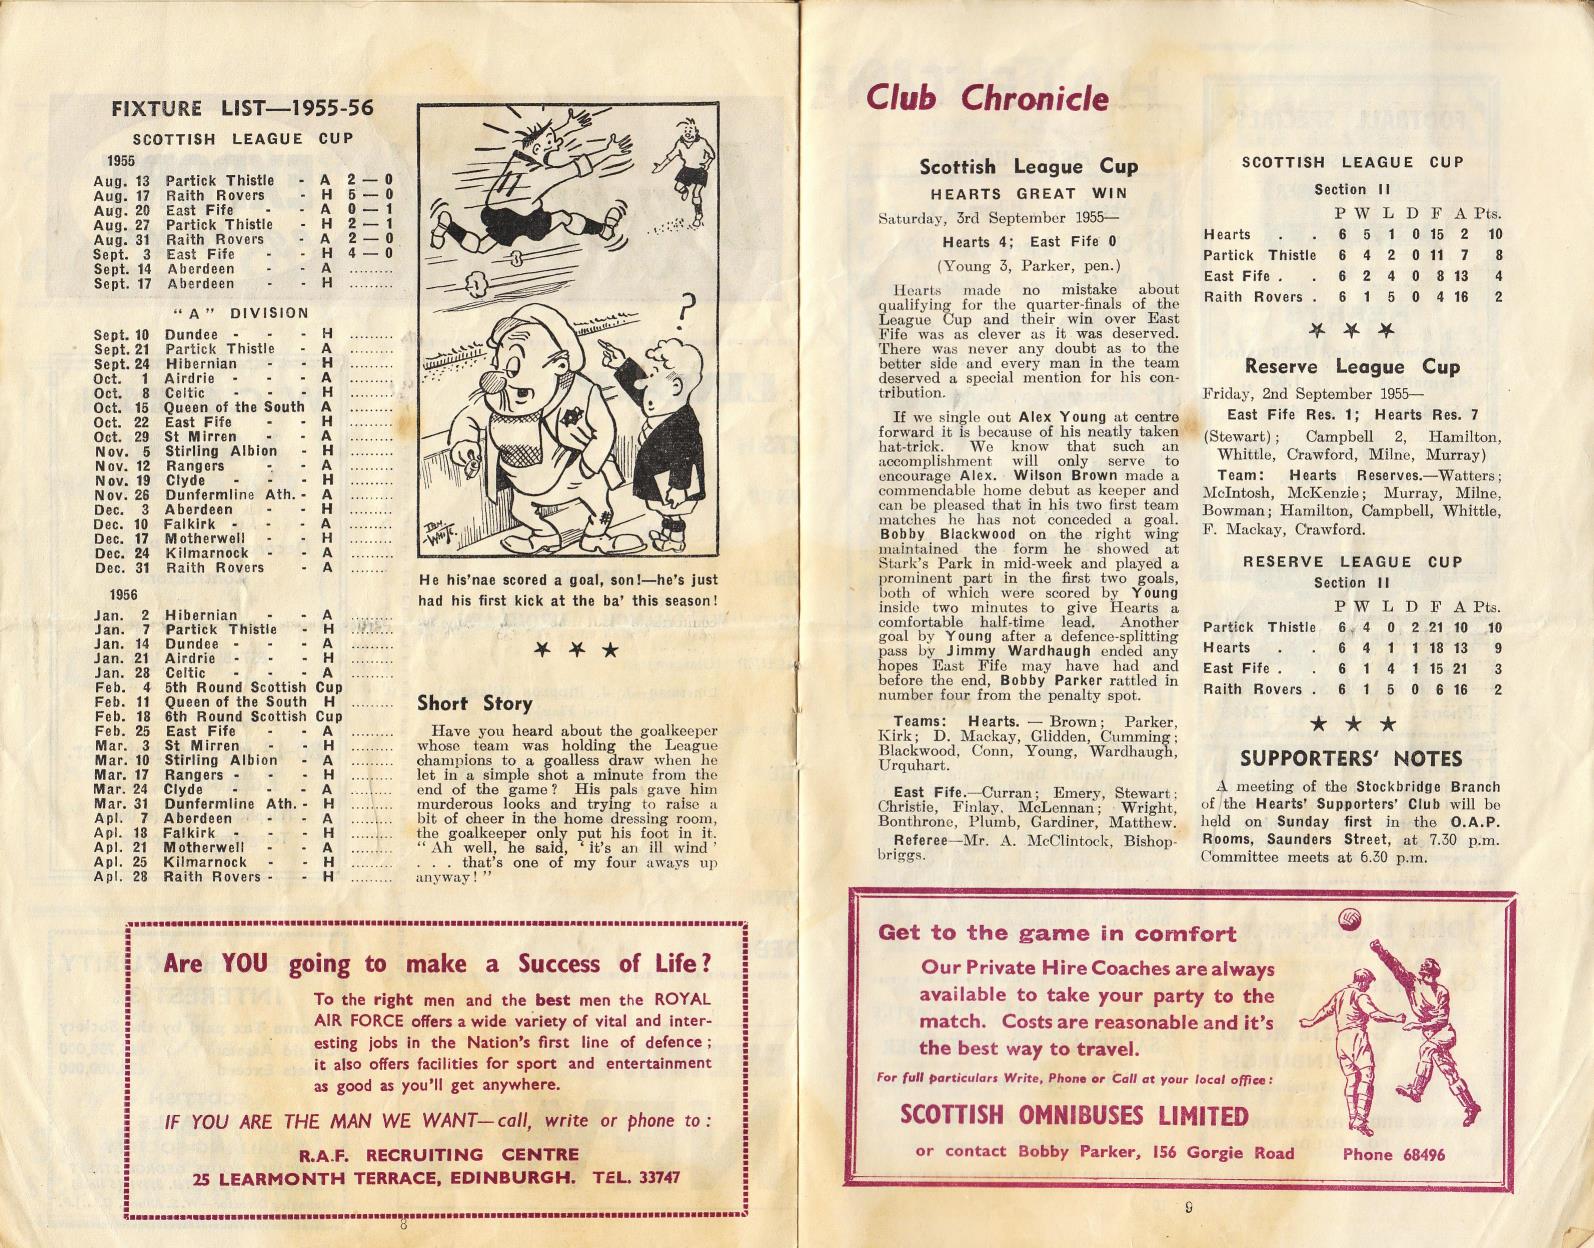 FIXTURE LIST—1955-56
SCOTTISH LEAGUE CUP
1955
Aug. 13 Partick Thistle - A 2 — 0
Aug. 17 Raith Rovers - H 5 — 0
Aug. 20 East Fife - - A 0 — 1
Aug. 27 Partick Thistle - H 2 — 1
Aug. 31 Raith Rovers - A 2 — 0
Sept. 3 East Fife - - H 4 — 0
Sept. 14 Aberdeen - - A .........
Sept. 17 Aberdeen - - H .........
“ A ” DIVISION
Sept. 10 Dundee - - - H .........
Sept. 21 Partick Thistle - A .........
Sept. 24 Hibernian - - H .........
Oct. 1 Airdrie - - - A .........
Oct. 8 Celtic - - - H .........
Oct. 15 Queen of the South A .........
Oct. 22 East Fife - - H .........
Oct. 29 St Mirren - - A .........
Nov. 5 Stirling Albion - H .........
Nov. 12 Rangers - - A .........
Nov. 19 Clyde - - - H .........
Nov. 26 Dunfermline Ath. - A .........
Dec. 3 Aberdeen - - H .........
Dec. 10 Falkirk - - - A .........
Dec. 17 Motherwell - - H .........
Dec. 24 Kilmarnock - - A .........
Dec. 31 Raith Rovers - A .........
1956
Jan. 2 Hibernian - - A .........
Jan. 7 Partick Thistle - H .........
Jan. 14 Dundee - - - A .........
Jan. 21 Airdrie - - - H .........
Jan. 28 Celtic - - - A .........
Feb. 4 5th Round Scottish Cup
Feb. 11 Queen of the South H .........
Feb. 18 6th Round Scottish Cup
Feb. 25 East Fife - - A .........
Mar. 3 St Mirren - - H .........
Mar. 10 Stirling Albion - A .........
Mar. 17 Rangers - - - H .........
Mar. 24 Clyde - - - A .........
Mar. 31 Dunfermline Ath. - H .........
Apl. 7 Aberdeen - - A .........
Apl. 18 Falkirk - - - H .........
Apl. 21 Motherwell - - A .........
Apl. 25 Kilmarnock - - H .........
Apl. 28 Raith Rovers - - H .........
11
?
IAN
WHITE.
He his'nae scored a goal, son!—he's just
had his first kick at the ba' this season!
Short Story
Have you heard about the goalkeeper
whose team was holding the League
champions to a goalless draw when he
let in a simple shot a minute from the
end of the game? His pals gave him
murderous looks and trying to raise a
bit of cheer in the home dressing room,
the goalkeeper only put his foot in it.
“ Ah well, he said, ‘ it's an ill wind ’
. . . that's one of my four aways up
anyway! ”
Are YOU going to make a Success of Life?
To the right men and the best men the ROYAL
AIR FORCE offers a wide variety of vital and inter-
esting jobs in the Nation's first line of defence;
it also offers facilities for sport and entertainment
as good as you'll get anywhere.
IF YOU ARE THE MAN WE WANT—call, write or phone to:
R.A.F. RECRUITING CENTRE
25 LEARMONTH TERRACE, EDINBURGH. TEL. 33747
8
Club Chronicle
Scottish League Cup
HEARTS GREAT WIN
Saturday, 3rd September 1955—
Hearts 4; East Fife 0
(Young 3, Parker, pen.)
Hearts made no mistake about
qualifying for the quarter-finals of the
League Cup and their win over East
Fife was as clever as it was deserved.
There was never any doubt as to the
better side and every man in the team
deserved a special mention for his con-
tribution.
If we single out Alex Young at centre
forward it is because of his neatly taken
hat-trick. We know that such an
accomplishment will only serve to
encourage Alex. Wilson Brown made a
commendable home debut as keeper and
can be pleased that in his two first team
matches he has not conceded a goal.
Bobby Blackwood on the right wing
maintained the form he showed at
Stark's Park in mid-week and played a
prominent part in the first two goals,
both of which were scored by Young
inside two minutes to give Hearts a
comfortable half-time lead. Another
goal by Young after a defence-splitting
pass by Jimmy Wardhaugh ended any
hopes East Fife may have had and
before the end, Bobby Parker rattled in
number four from the penalty spot.
Teams: Hearts. — Brown; Parker,
Kirk; D. Mackay, Glidden, Cumming;
Blackwood, Conn, Young, Wardhaugh,
Urquhart.
East Fife.—Curran; Emery, Stewart;
Christie, Finlay, McLennan; Wright,
Bonthrone, Plumb, Gardiner, Matthew.
Referee—Mr. A. McClintock, Bishop-
briggs.
SCOTTISH LEAGUE CUP
Section II
P W L D F A Pts.
Hearts . . 6 5 1 0 15 2 10
Partick Thistle 6 4 2 0 11 7 8
East Fife . . 6 2 4 0 8 13 4
Raith Rovers . 6 1 5 0 4 16 2
Reserve League Cup
Friday, 2nd September 1955—
East Fife Res. 1; Hearts Res. 7
(Stewart); Campbell 2, Hamilton,
Whittle, Crawford, Milne, Murray)
Team: Hearts Reserves.—Watters;
McIntosh, McKenzie; Murray, Milne,
Bowman; Hamilton, Campbell, Whittle,
F. Mackay, Crawford.
RESERVE LEAGUE CUP
Section II
P W L D F A Pts.
Partick Thistle 6 4 0 2 21 10 10
Hearts . . 6 4 1 1 18 13 9
East Fife . . 6 1 4 1 15 21 3
Raith Rovers . 6 1 5 0 6 16 2
SUPPORTERS' NOTES
A meeting of the Stockbridge Branch
of the Hearts' Supporters' Club will be
held on Sunday first in the O.A.P.
Rooms, Saunders Street, at 7.30 p.m.
Committee meets at 6.30 p.m.
Get to the game in comfort
Our Private Hire Coaches are always
available to take your party to the
match. Costs are reasonable and it's
the best way to travel.
For full particulars Write, Phone or Call at your local office:
SCOTTISH OMNIBUSES LIMITED
or contact Bobby Parker, 156 Gorgie Road Phone 68496
9